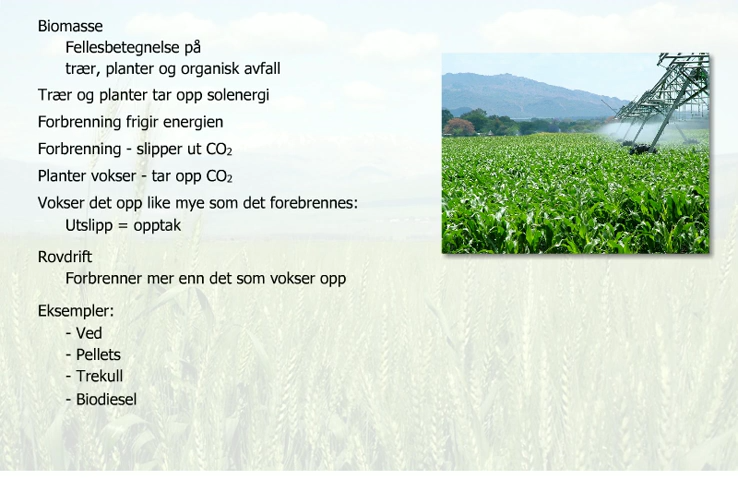 Biomasse
Fellesbetegnelse på
trær, planter og organisk avfall
Trær og planter tar opp solenergi
Forbrenning frigir energien
Forbrenning - slipper ut CO₂
Planter vokser - tar opp CO₂
Vokser det opp like mye som det forebrennes:
Utslipp = opptak
Rovdrift
Forbrenner mer enn det som vokser opp
Eksempler:
- Ved
- Pellets
- Trekull
- Biodiesel